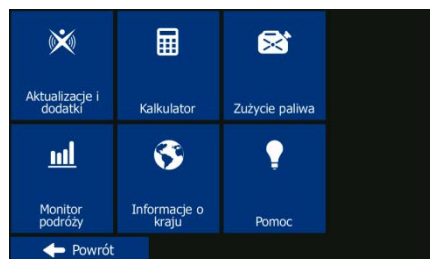 Aktualizacje i
dodatki
Kalkulator
Zużycie paliwa
Monitor
podróży
Informacje o
kraju
Pomoc
Powrót